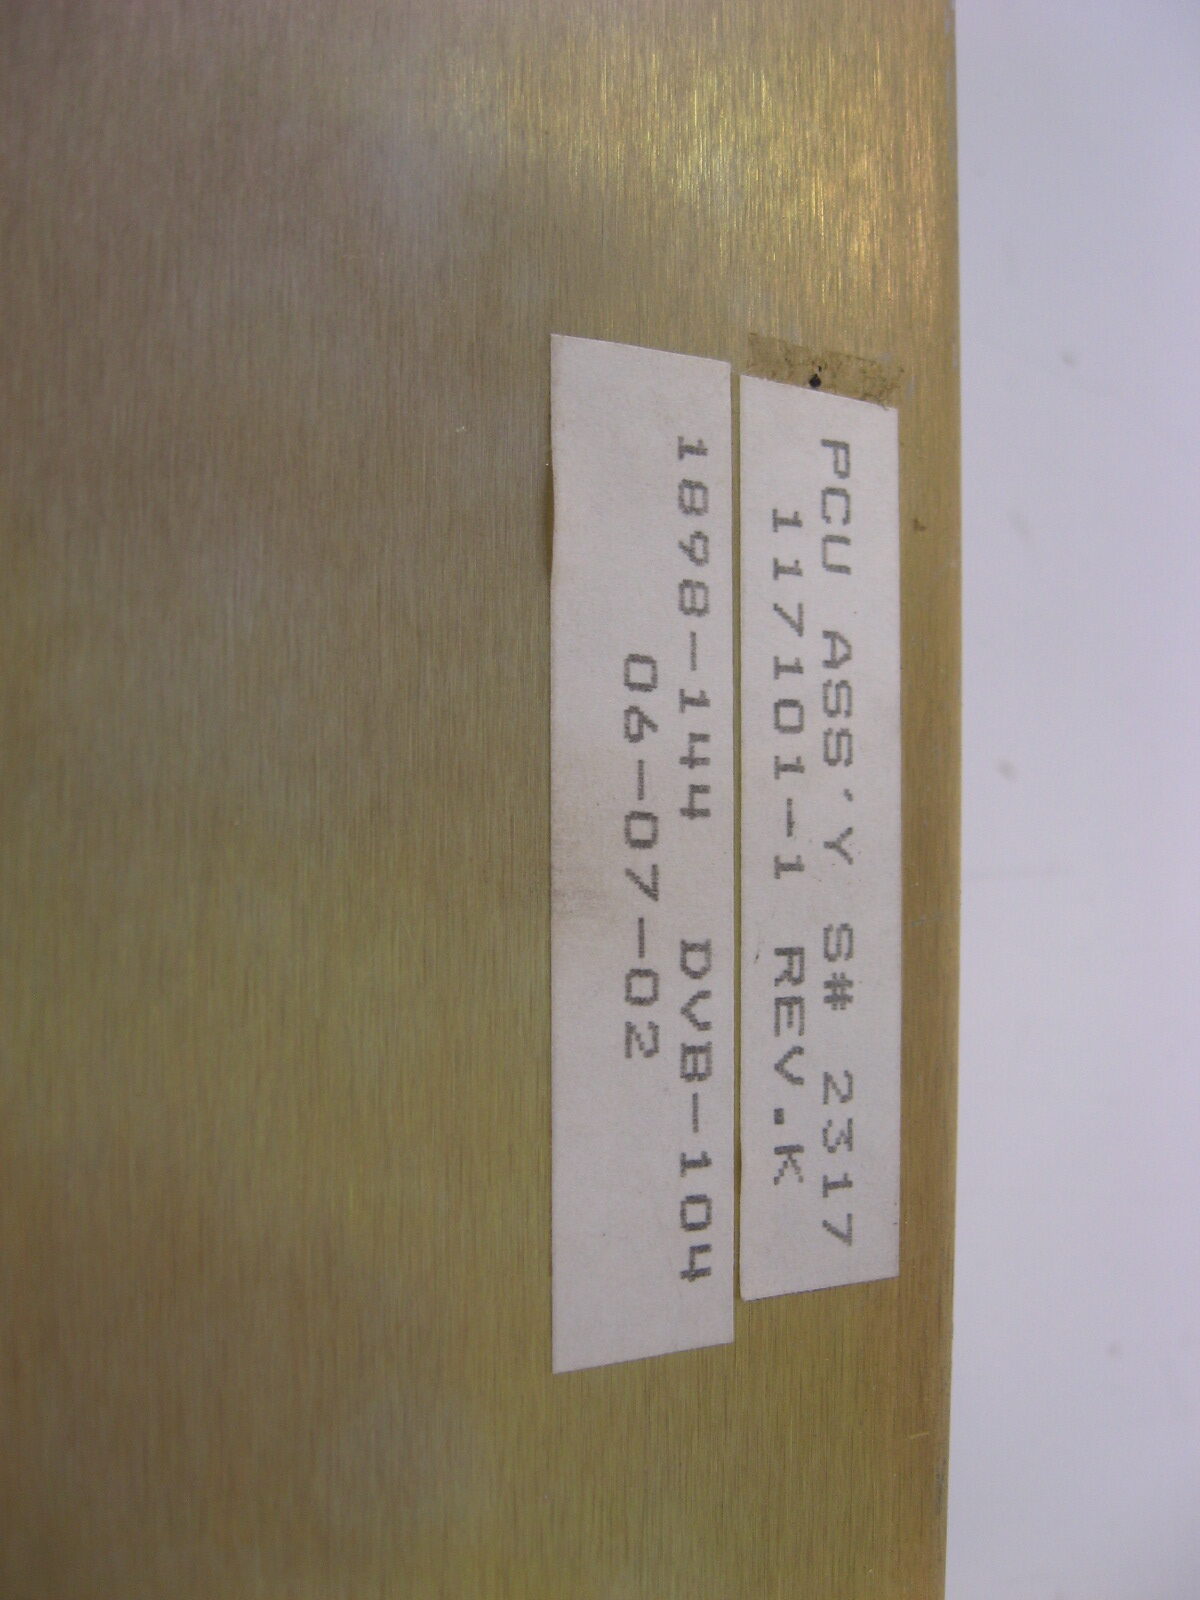 PCU ASS'Y S# 2317
117101-1 REV.K
1898-144 DVB-104
06-07-02